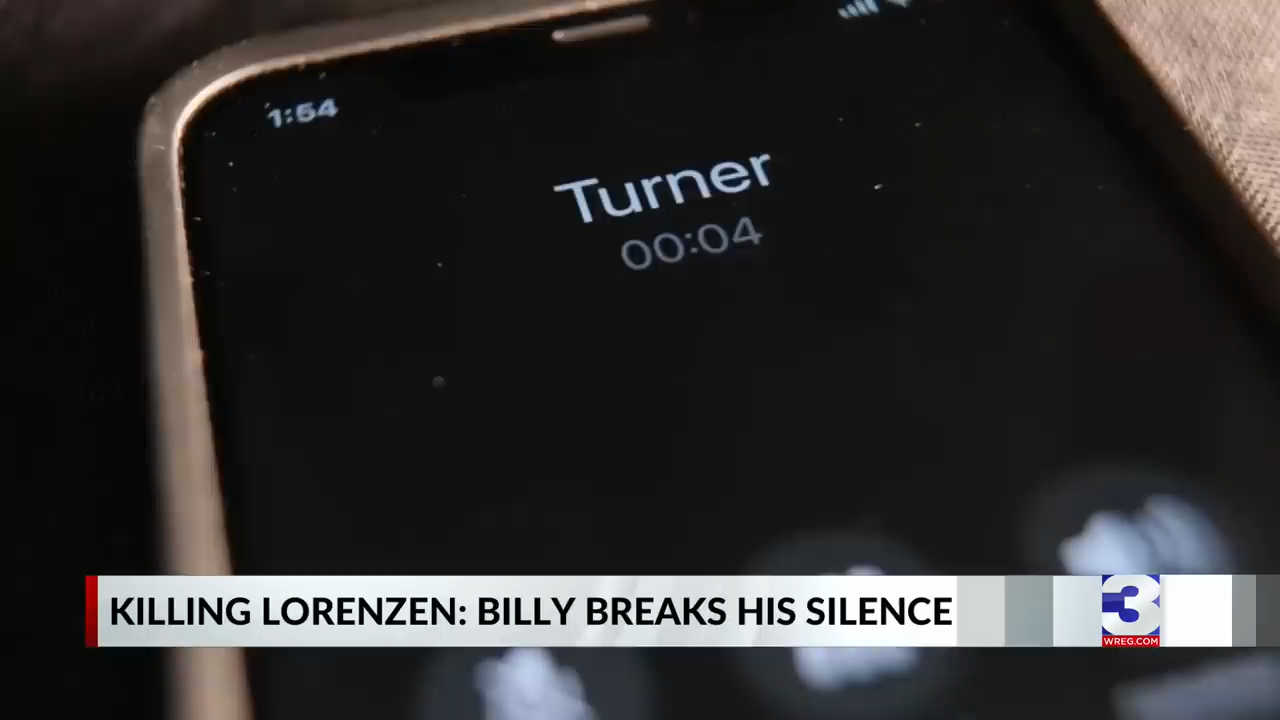 1:54
Turner
00:04
KILLING LORENZEN: BILLY BREAKS HIS SILENCE
3
WREG.COM